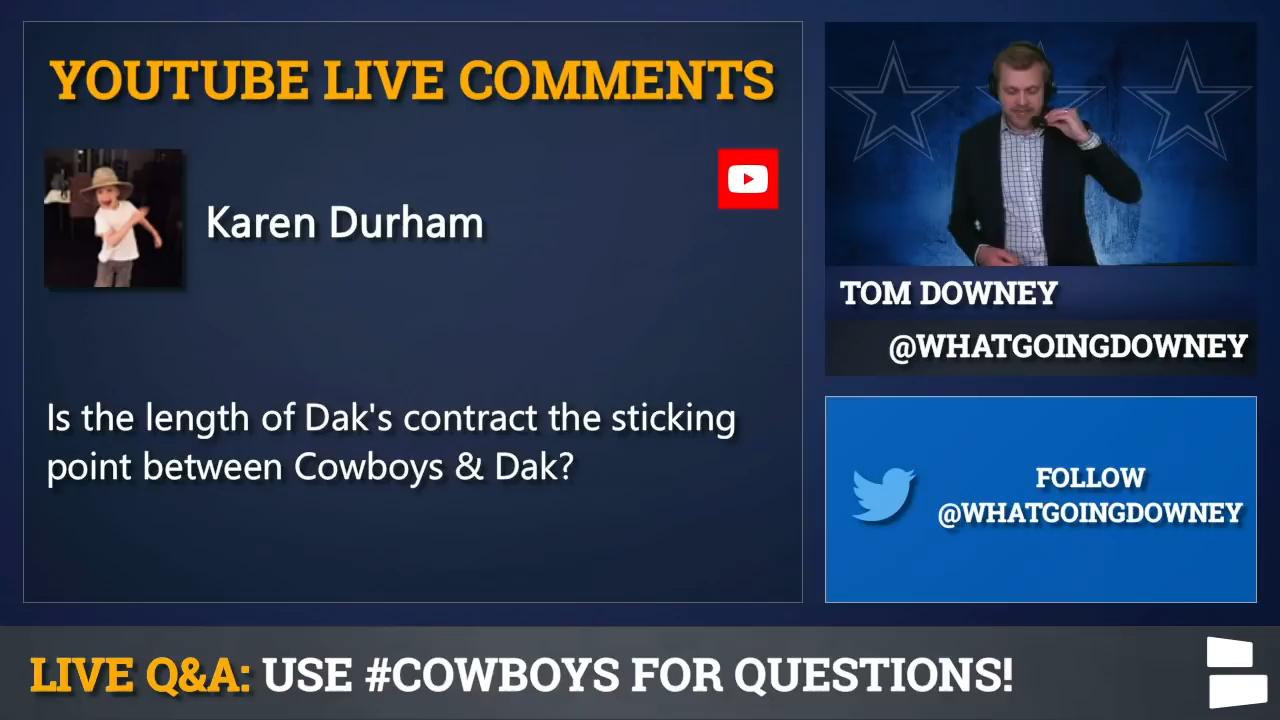 YOUTUBE LIVE COMMENTS
Karen Durham
Is the length of Dak's contract the sticking
point between Cowboys & Dak?
TOM DOWNEY
@WHATGOINGDOWNEY
FOLLOW
@WHATGOINGDOWNEY
LIVE Q&A: USE #COWBOYS FOR QUESTIONS!